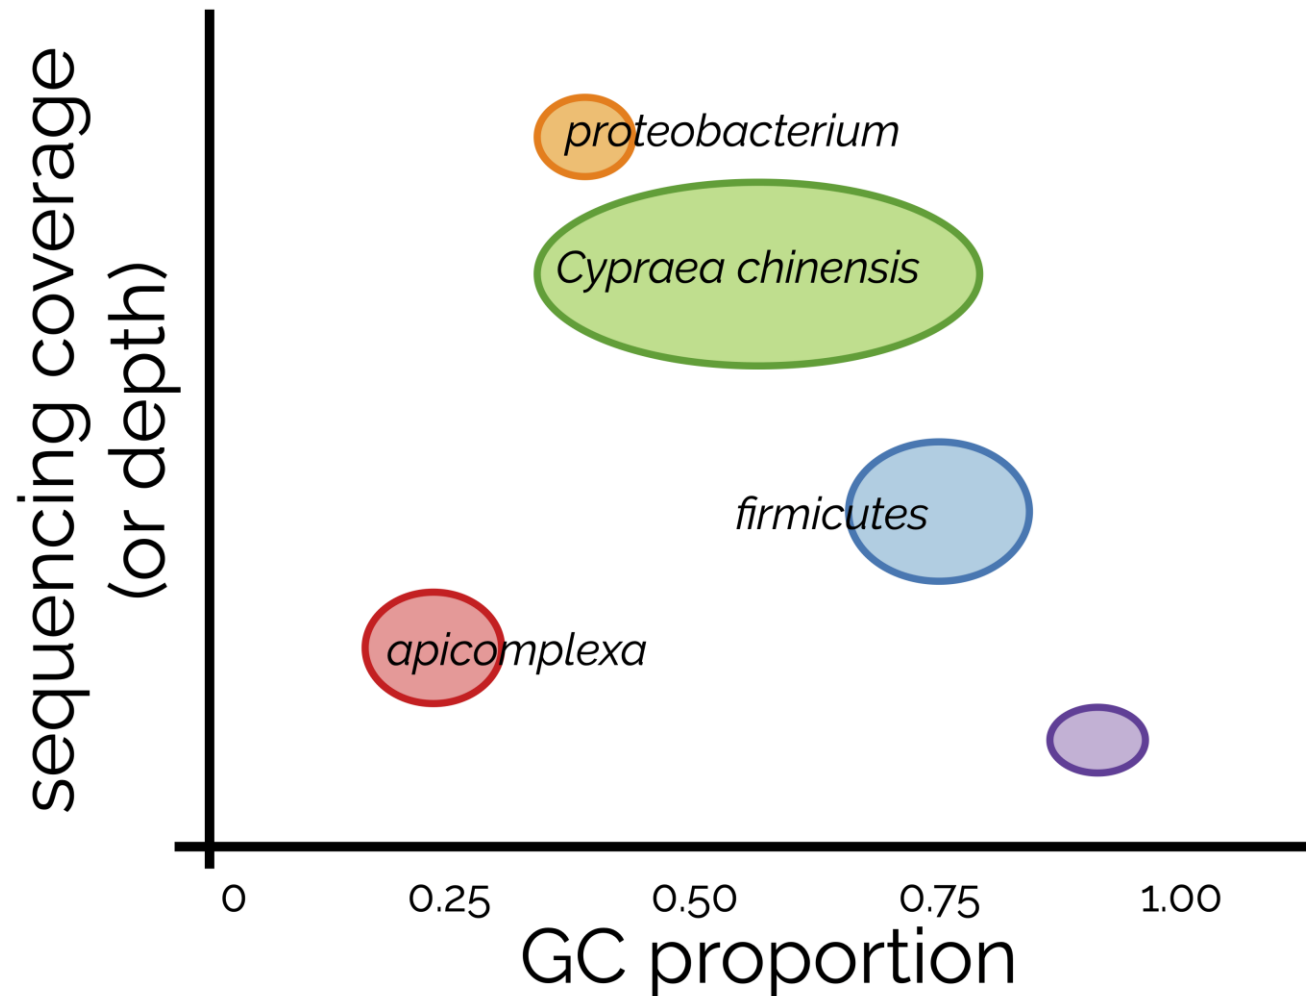 sequencing coverage
(or depth)
proteobacterium
Cypraea chinensis
firmicutes
apicomplexa
0 0.25 0.50 0.75 1.00
GC proportion